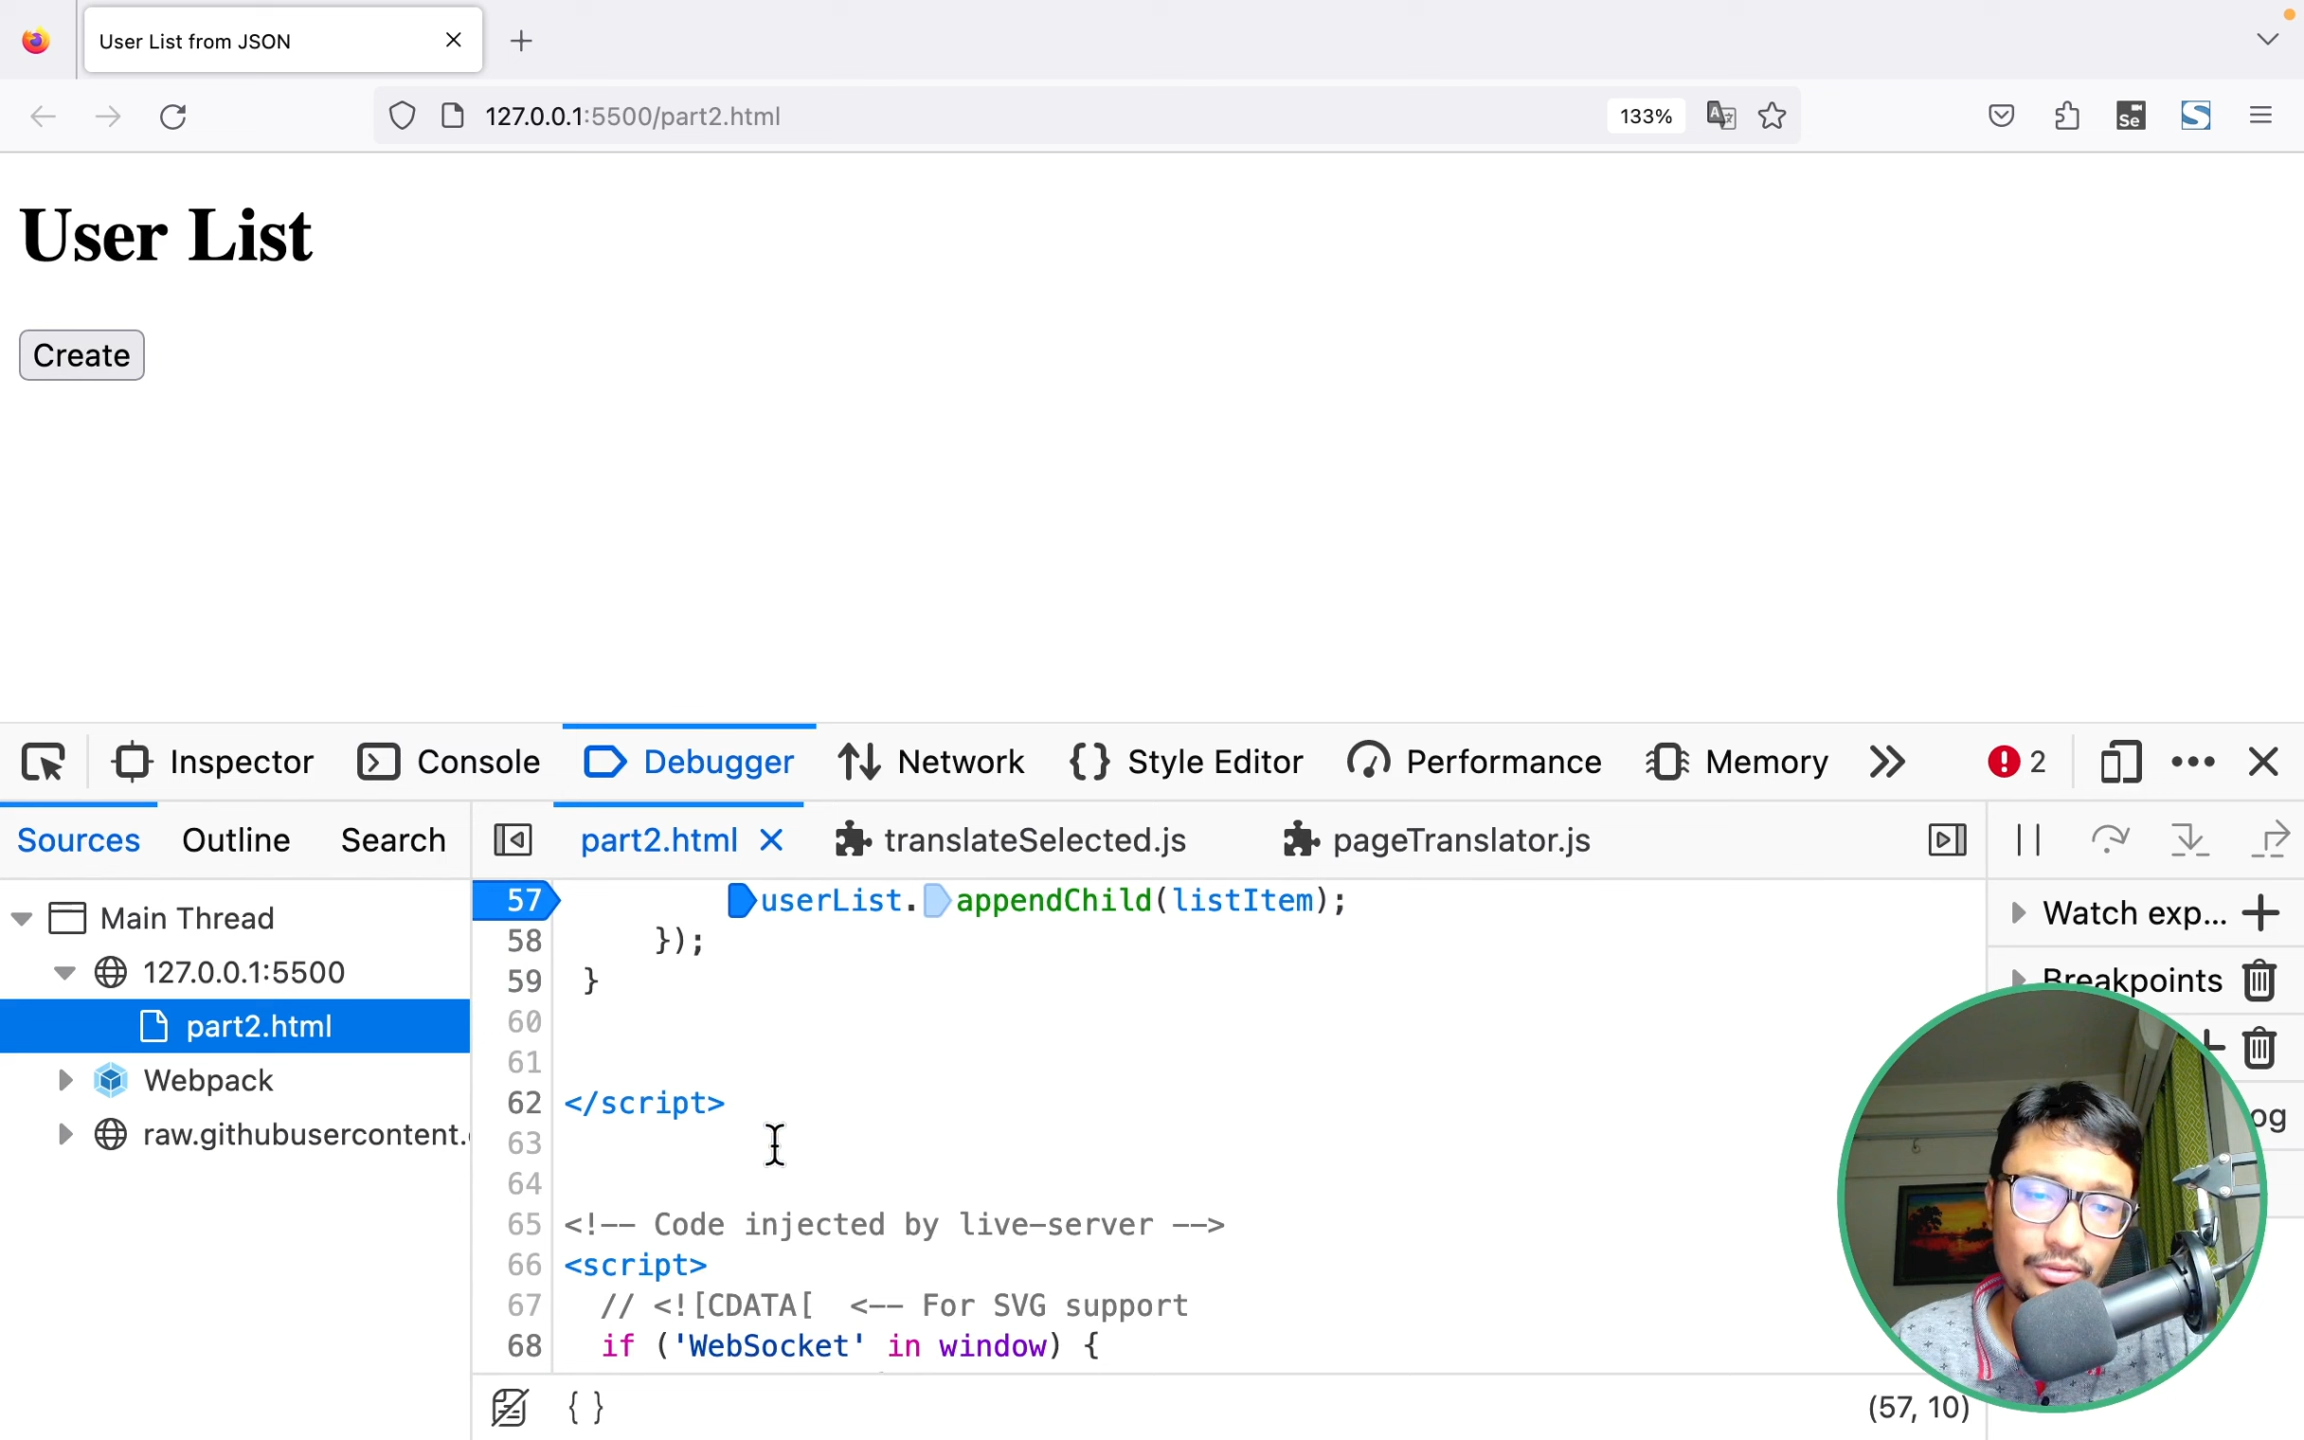 User List from JSON
127.0.0.1:5500/part2.html
133%
Se
S
User List
Create
Inspector
Console
Debugger
Network
Style Editor
Performance
Memory
2
Sources
Outline
Search
part2.html
translateSelected.js
pageTranslator.js
Main Thread
127.0.0.1:5500
part2.html
Webpack
raw.githubusercontent.
57 userList.appendChild(listItem);
58 });
59 }
60
61
62 </script>
63
64
65 <!-- Code injected by live-server -->
66 <script>
67 // <![CDATA[ <-- For SVG support
68 if ('WebSocket' in window) {
Watch exp...
Breakpoints
og
{ }
(57, 10)